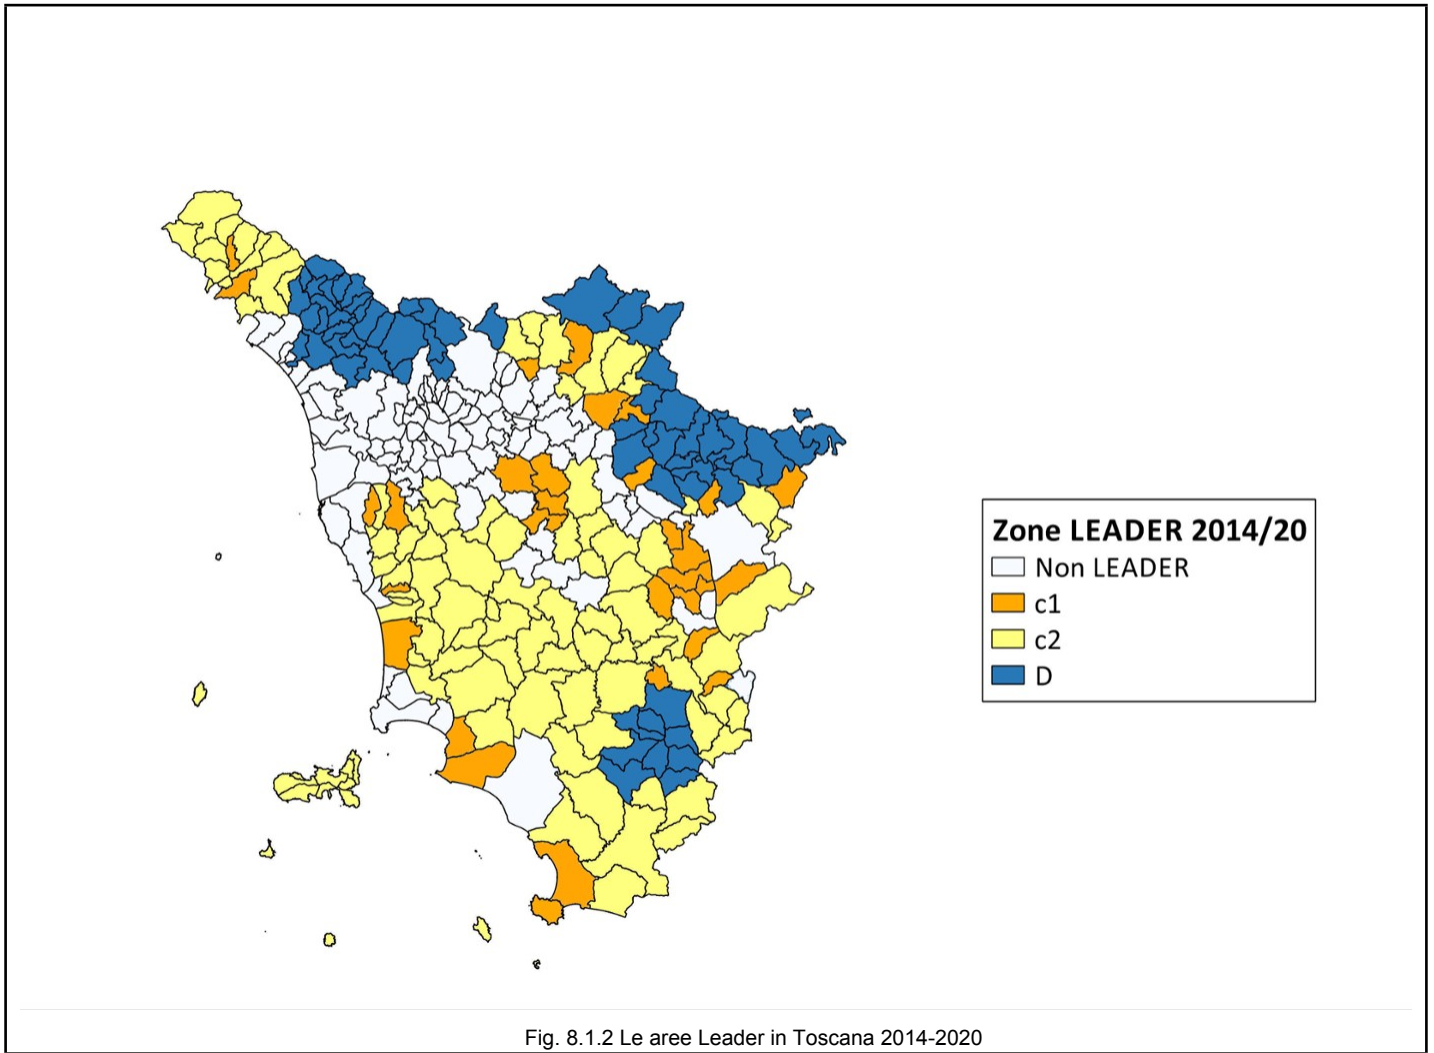 Zone LEADER 2014/20
Non LEADER
c1
c2
D
Fig. 8.1.2 Le aree Leader in Toscana 2014-2020